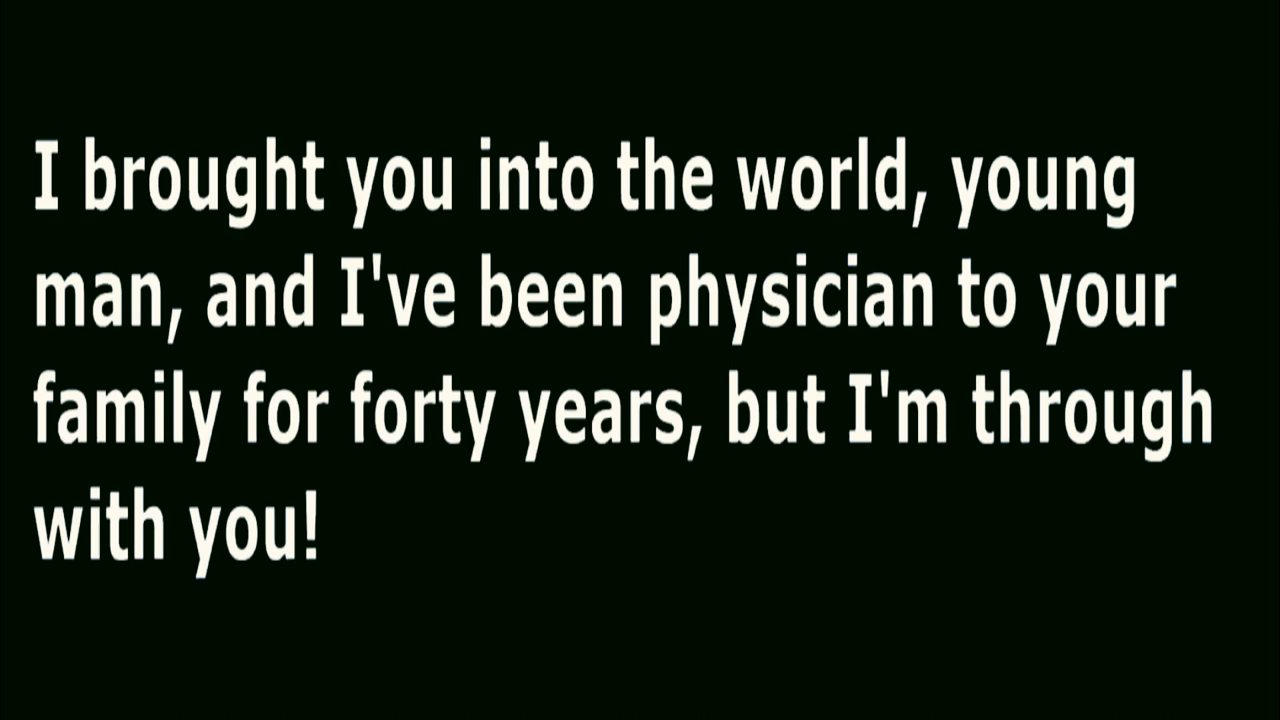 I brought you into the world, young
man, and I've been physician to your
family for forty years, but I'm through
with you!